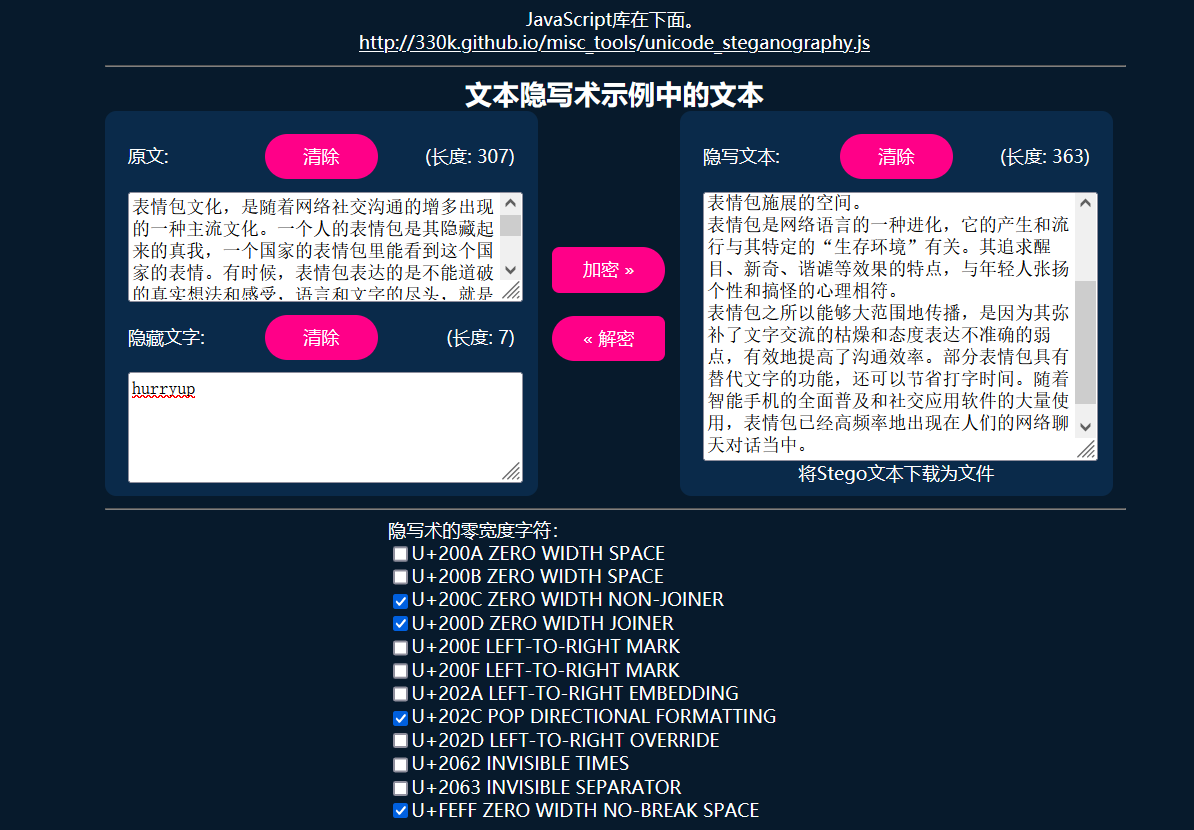 JavaScript库在下面。
http://330k.github.io/misc_tools/unicode_steganography.js
文本隐写术示例中的文本
原文: 清除 (长度: 307)
表情包文化，是随着网络社交沟通的增多出现
的一种主流文化。一个人的表情包是其隐藏起
来的真我，一个国家的表情包里能看到这个国
家的表情。有时候，表情包表达的是不能道破
的真实想法和感受，语言和文字的尽头，就是
隐藏文字: 清除 (长度: 7)
hurryup
加密 »
« 解密
隐写文本: 清除 (长度: 363)
表情包施展的空间。
表情包是网络语言的一种进化，它的产生和流
行与其特定的“生存环境”有关。其追求醒
目、新奇、谐谑等效果的特点，与年轻人张扬
个性和搞怪的心理相符。
表情包之所以能够大范围地传播，是因为其弥
补了文字交流的枯燥和态度表达不准确的弱
点，有效地提高了沟通效率。部分表情包具有
替代文字的功能，还可以节省打字时间。随着
智能手机的全面普及和社交应用软件的大量使
用，表情包已经高频率地出现在人们的网络聊
天对话当中。
将Stego文本下载为文件
隐写术的零宽度字符：
U+200A ZERO WIDTH SPACE
U+200B ZERO WIDTH SPACE
U+200C ZERO WIDTH NON-JOINER
U+200D ZERO WIDTH JOINER
U+200E LEFT-TO-RIGHT MARK
U+200F LEFT-TO-RIGHT MARK
U+202A LEFT-TO-RIGHT EMBEDDING
U+202C POP DIRECTIONAL FORMATTING
U+202D LEFT-TO-RIGHT OVERRIDE
U+2062 INVISIBLE TIMES
U+2063 INVISIBLE SEPARATOR
U+FEFF ZERO WIDTH NO-BREAK SPACE